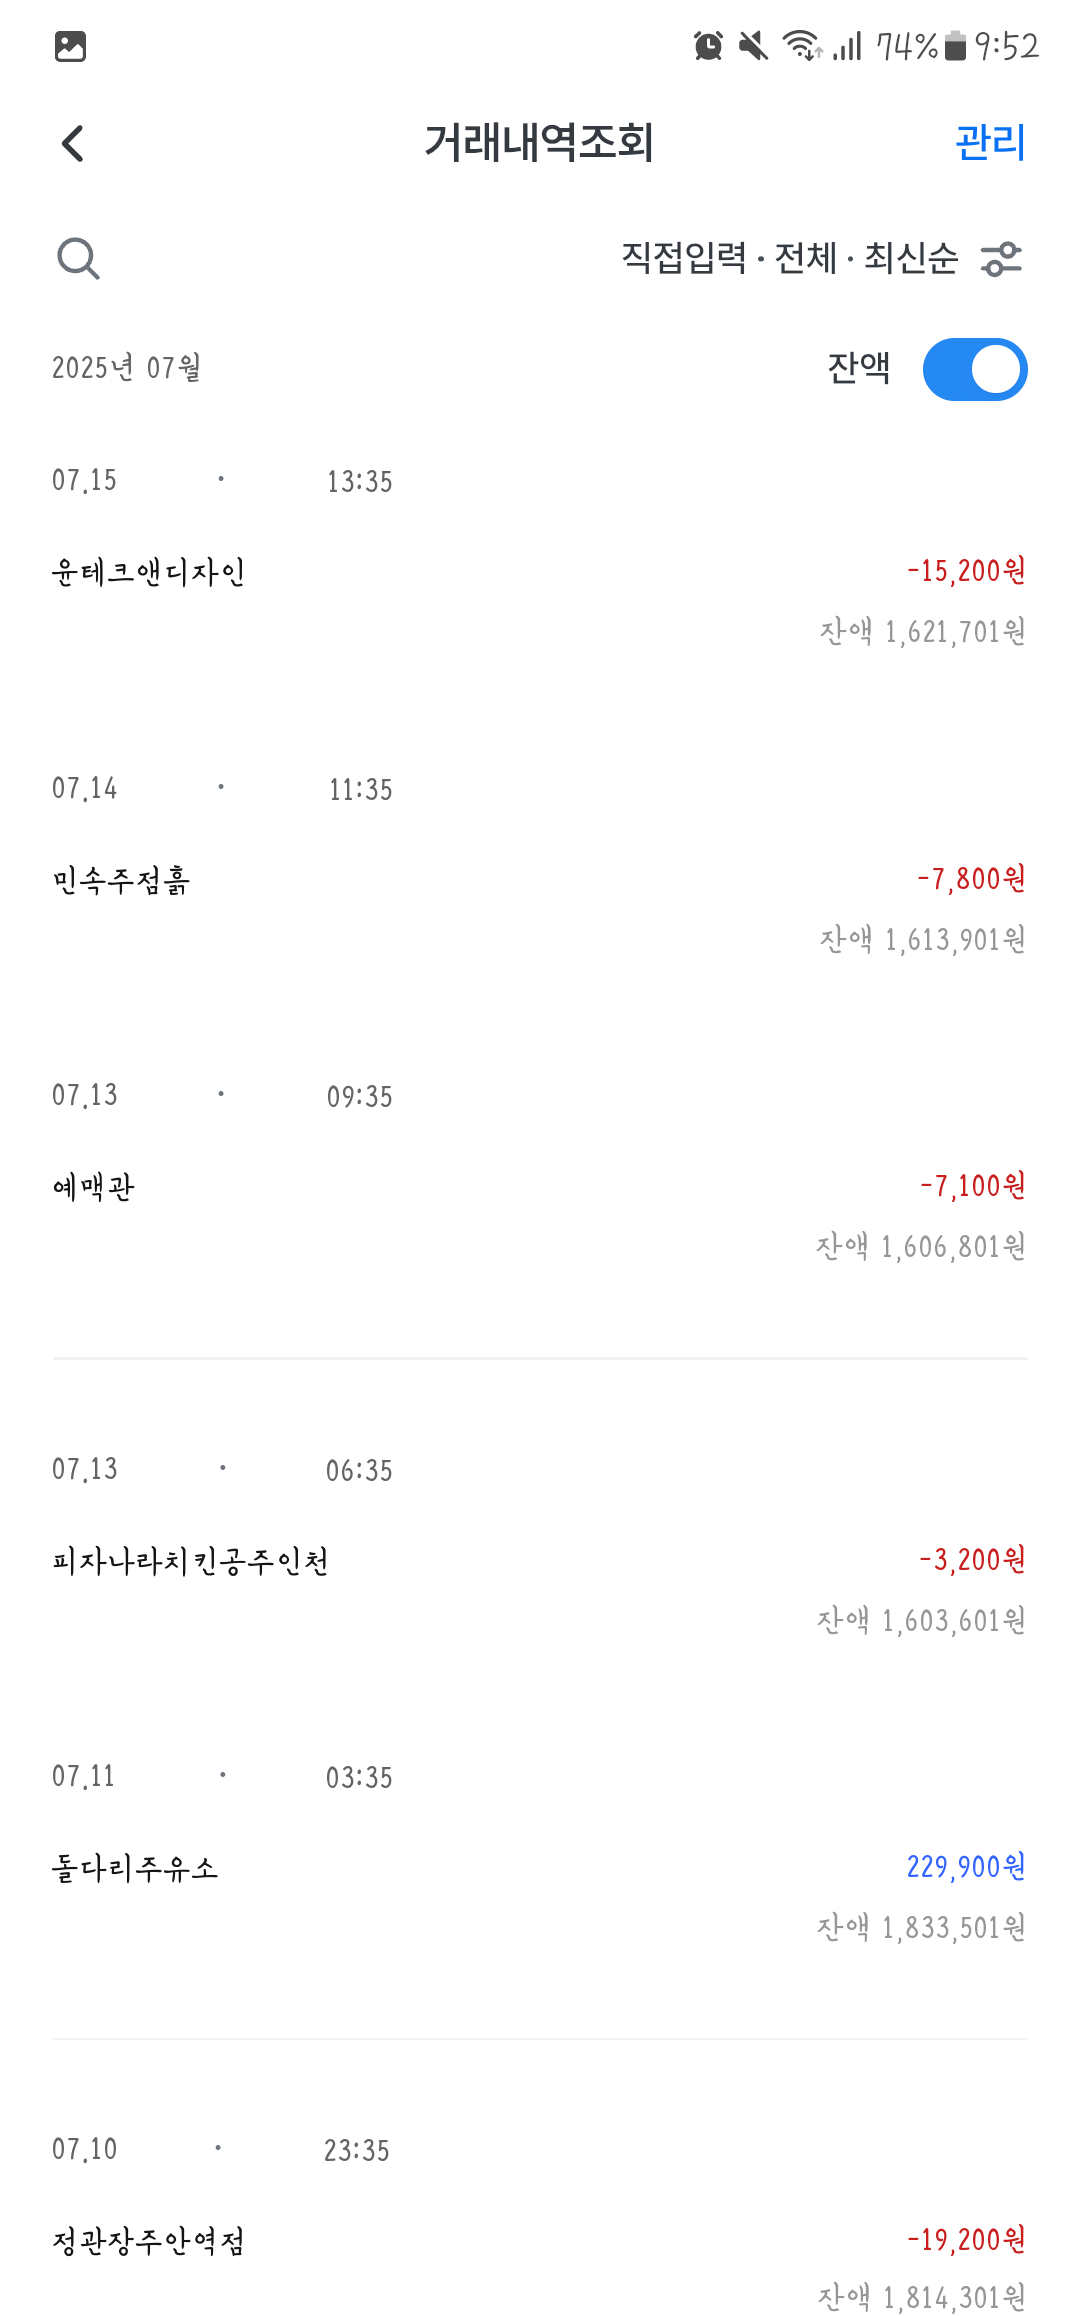 74% 9:52
거래내역조회 관리
직접입력 · 전체 · 최신순
2025년 07월 잔액
07.15 · 13:35
윤테크앤디자인 -15,200원
잔액 1,621,701원
07.14 · 11:35
민속주점흙 -7,800원
잔액 1,613,901원
07.13 · 09:35
예맥관 -7,100원
잔액 1,606,801원
07.13 · 06:35
피자나라치킨공주인천 -3,200원
잔액 1,603,601원
07.11 · 03:35
돌다리주유소 229,900원
잔액 1,833,501원
07.10 · 23:35
정관장주안역점 -19,200원
잔액 1,814,301원